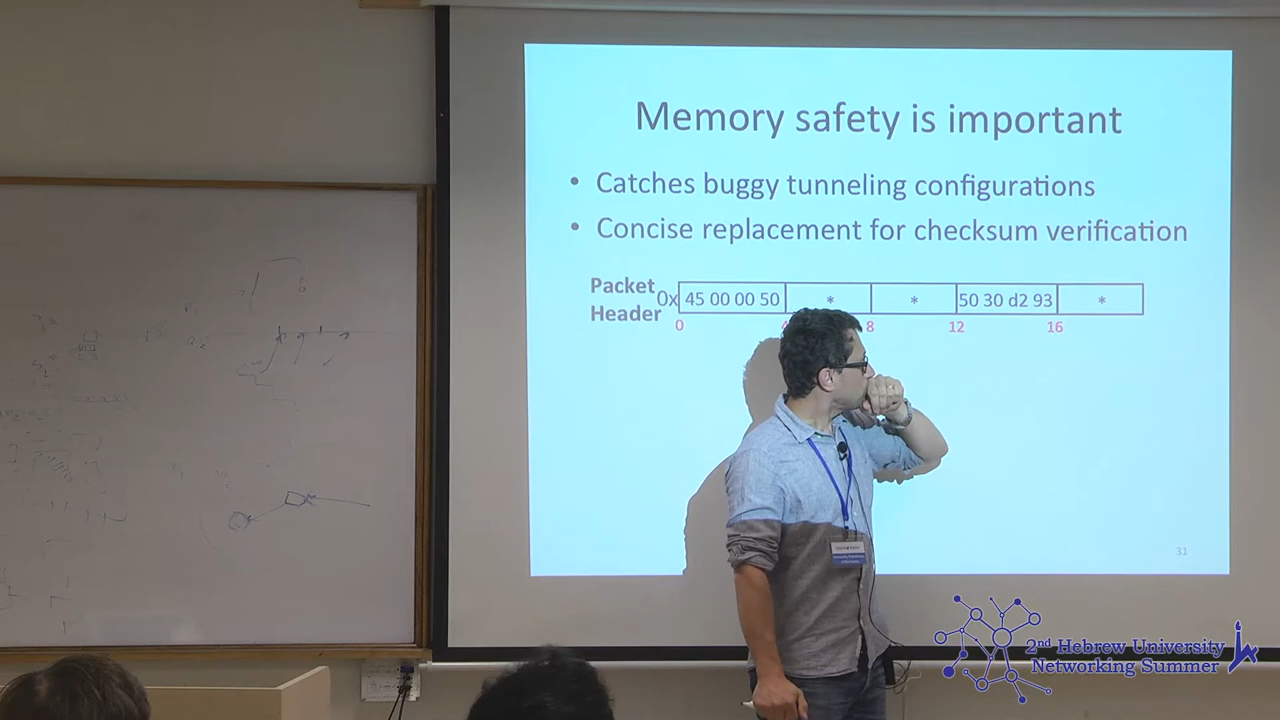 Memory safety is important
• Catches buggy tunneling configurations
• Concise replacement for checksum verification
Packet
Header
0x 45 00 00 50 * * 50 30 d2 93 *
0 8 12 16
31
2nd Hebrew University
Networking Summer